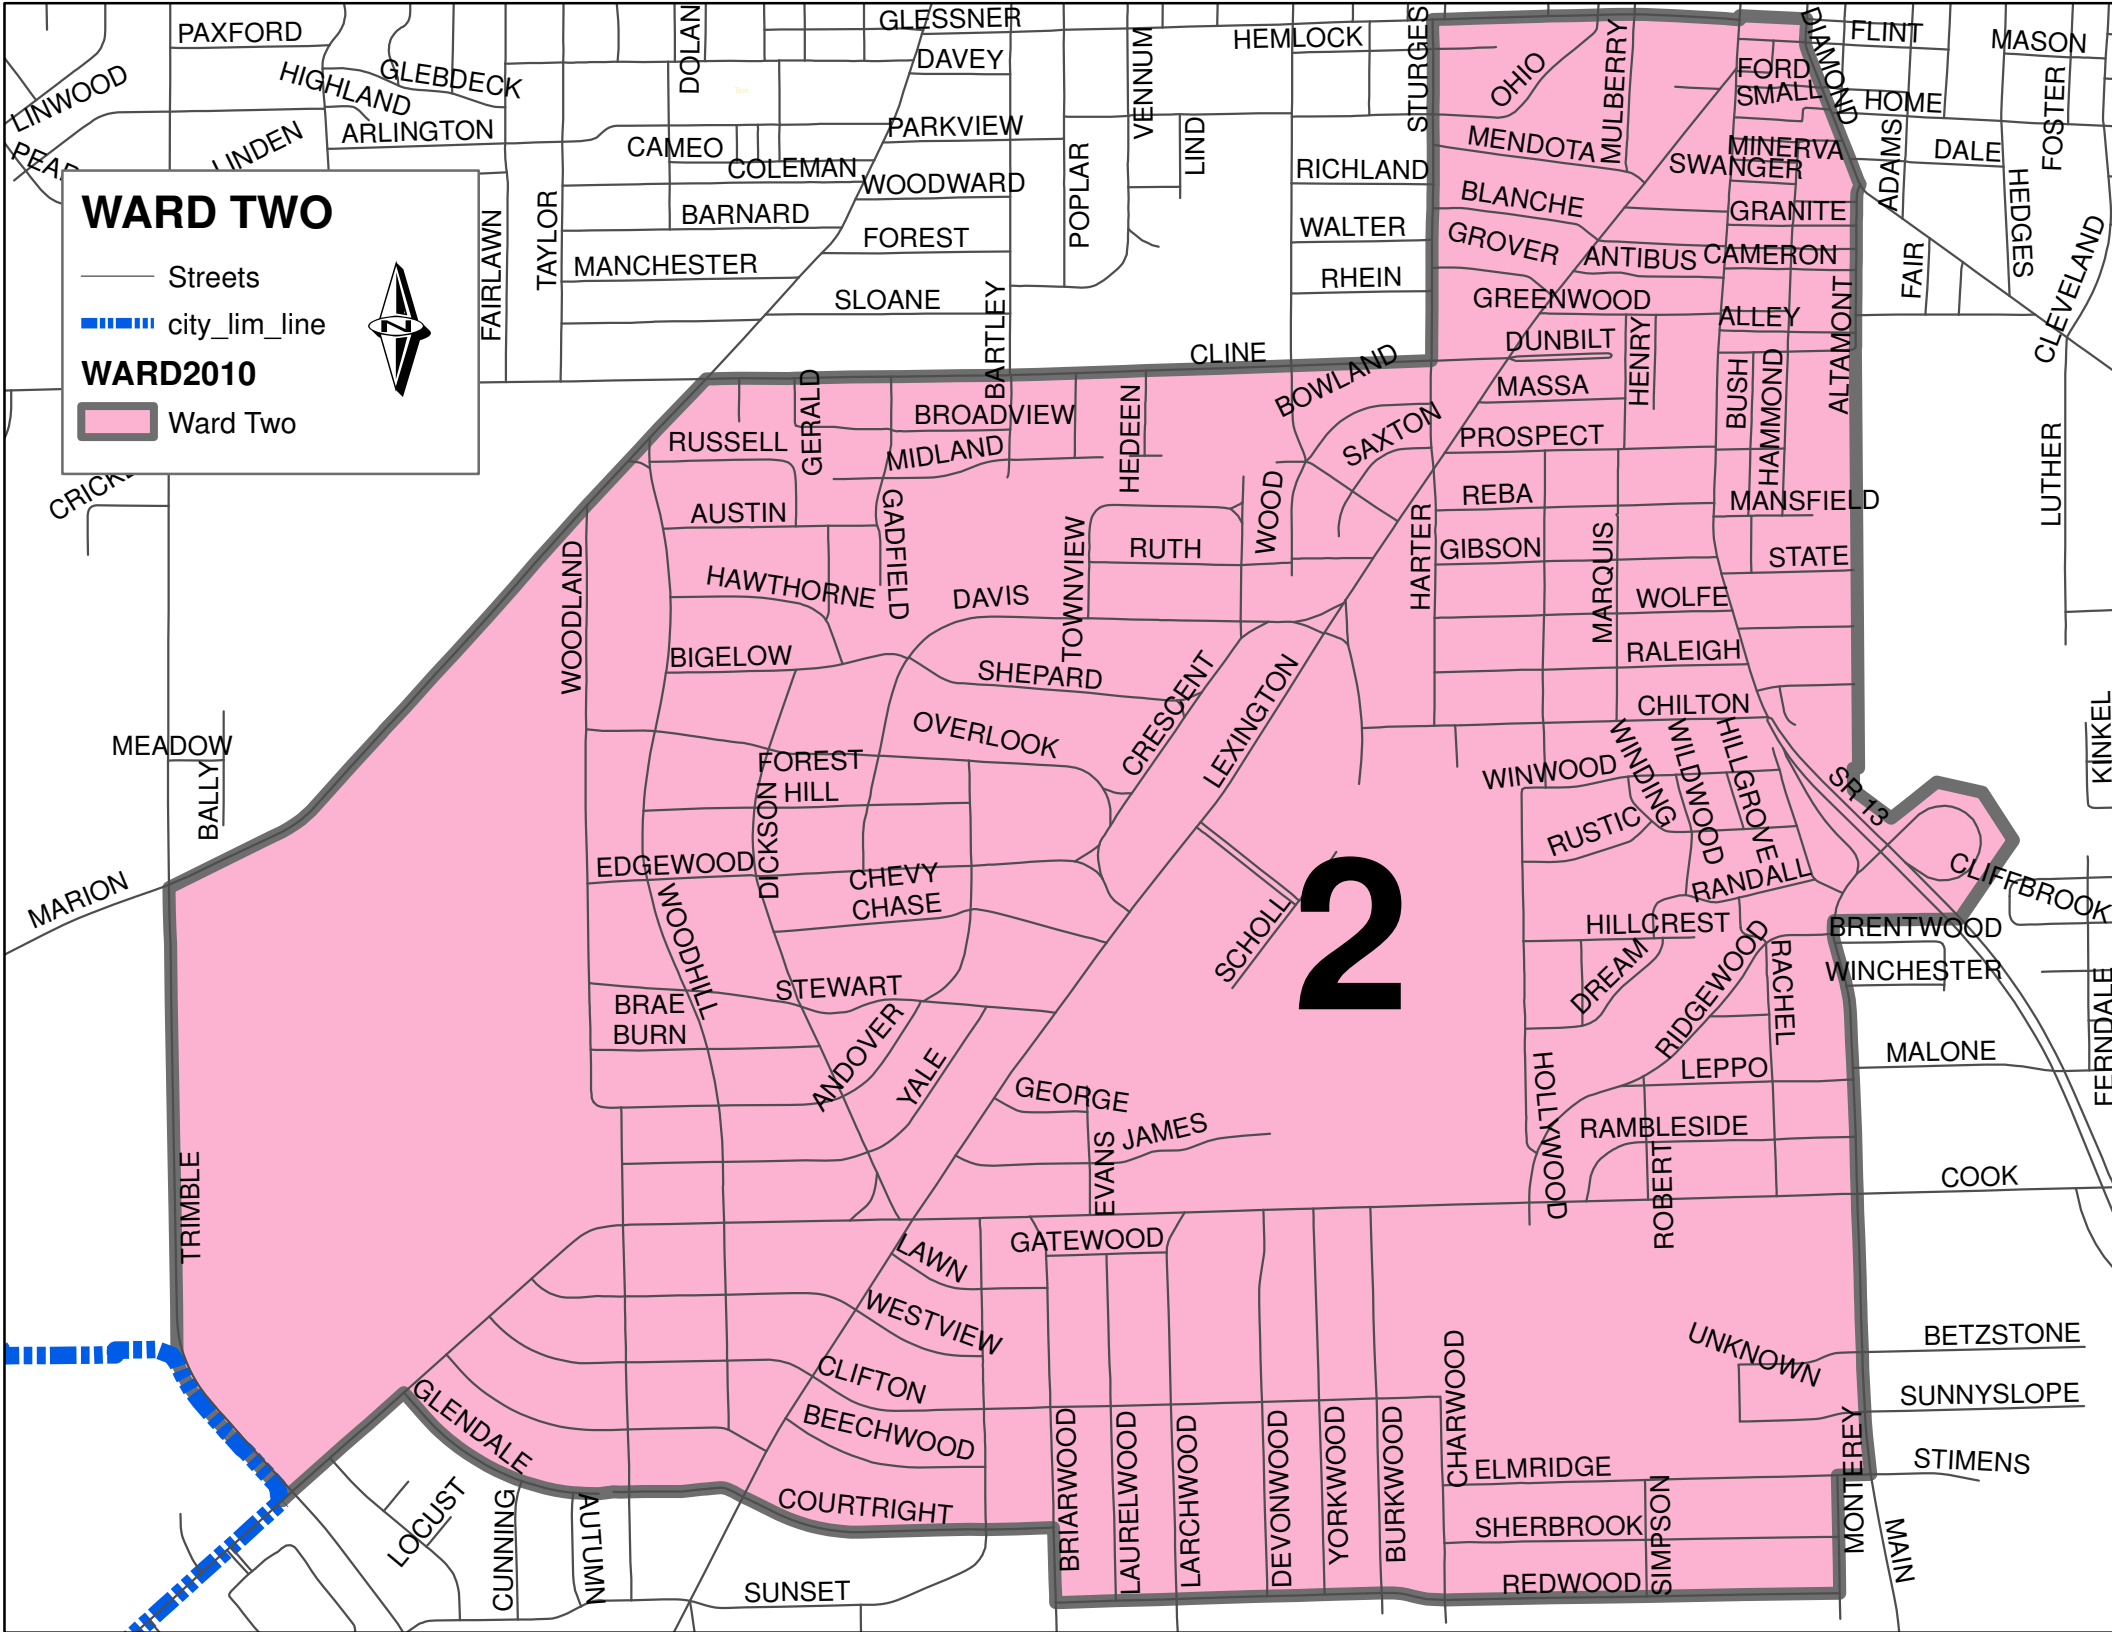 PAXFORD
DOLAN
GLESSNER
DAVEY
HEMLOCK
STURGES
OHIO
MULBERRY
DIAMOND
FLINT
MASON
LINWOOD
HIGHLAND
GLEBDECK
VENNUM
FORD
SMALL
HOME
FOSTER
LINDEN
ARLINGTON
CAMEO
PARKVIEW
COLEMAN
WOODWARD
POPLAR
LIND
RICHLAND
MENDOTA
MINERVA
SWANGER
ADAMS
DALE
HEDGES
WARD TWO
Streets
city_lim_line
N
WARD2010
Ward Two
FAIRLAWN
TAYLOR
BARNARD
FOREST
MANCHESTER
SLOANE
BARTLEY
WALTER
RHEIN
BLANCHE
GROVER
GRANITE
ANTIBUS
CAMERON
GREENWOOD
ALLEY
ALTAMONT
FAIR
CLEVELAND
CLINE
BOWLAND
DUNBILT
HENRY
MASSA
BUSH
HAMMOND
GERALD
BROADVIEW
HEDEEN
SAXTON
PROSPECT
RUSSELL
MIDLAND
LUTHER
AUSTIN
GADFIELD
TOWNVIEW
RUTH
WOOD
HARTER
REBA
MANSFIELD
GIBSON
MARQUIS
STATE
WOODLAND
HAWTHORNE
DAVIS
WOLFE
BIGELOW
SHEPARD
RALEIGH
CRESCENT
LEXINGTON
CHILTON
MEADOW
BALLY
OVERLOOK
FOREST
HILL
DICKSON
WINWOOD
WINDING
WILDWOOD
HILLGROVE
SR 13
KINKEL
RUSTIC
MARION
EDGEWOOD
CHEVY
CHASE
WOODHILL
SCHOLL
2
RANDALL
CLIFFBROOK
HILLCREST
BRENTWOOD
DREAM
RIDGEWOOD
RACHEL
WINCHESTER
STEWART
BRAE
BURN
ANDOVER
YALE
MALONE
FERNDALE
GEORGE
JAMES
EVANS
HOLLYWOOD
LEPPO
RAMBLESIDE
ROBERT
COOK
TRIMBLE
LAWN
GATEWOOD
WESTVIEW
CLIFTON
BEECHWOOD
GLENDALE
UNKNOWN
BETZSTONE
SUNNYSLOPE
CHARWOOD
MONTEREY
STIMENS
ELMRIDGE
COURTRIGHT
BRIARWOOD
LAURELWOOD
LARCHWOOD
DEVONWOOD
YORKWOOD
BURKWOOD
SHERBROOK
SIMPSON
REDWOOD
MAIN
LOCUST
CUNNING
AUTUMN
SUNSET